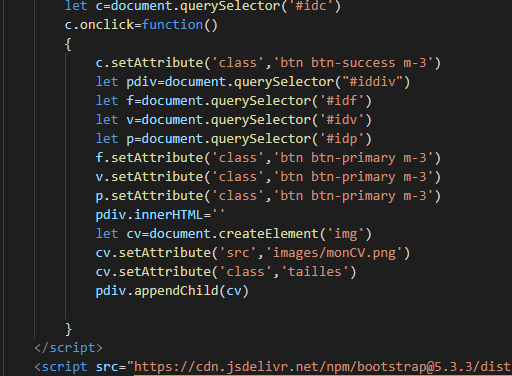 let c=document.querySelector('#idc')
c.onclick=function()
{
c.setAttribute('class','btn btn-success m-3')
let pdiv=document.querySelector("#iddiv")
let f=document.querySelector('#idf')
let v=document.querySelector('#idv')
let p=document.querySelector('#idp')
f.setAttribute('class','btn btn-primary m-3')
v.setAttribute('class','btn btn-primary m-3')
p.setAttribute('class','btn btn-primary m-3')
pdiv.innerHTML=''
let cv=document.createElement('img')
cv.setAttribute('src','images/monCV.png')
cv.setAttribute('class','tailles')
pdiv.appendChild(cv)
}
</script>
<script src="https://cdn.jsdelivr.net/npm/bootstrap@5.3.3/dist